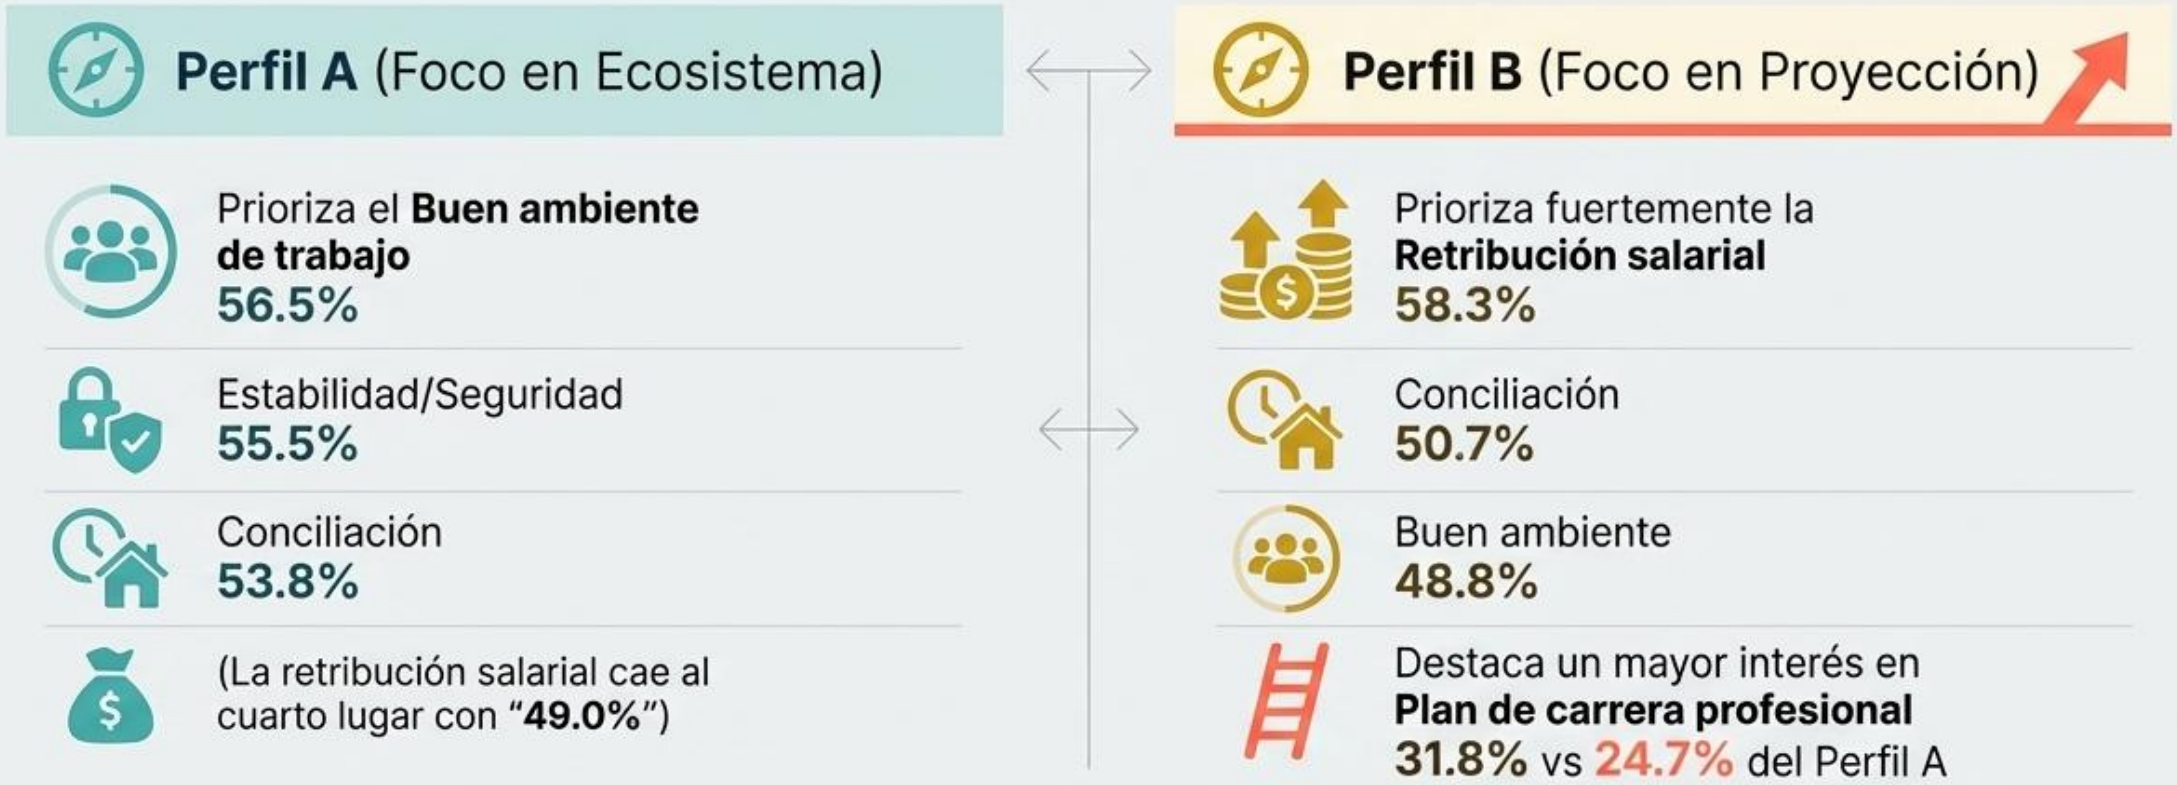 Perfil A (Foco en Ecosistema)
Prioriza el Buen ambiente
de trabajo
56.5%
Estabilidad/Seguridad
55.5%
Conciliación
53.8%
$
(La retribución salarial cae al
cuarto lugar con “49.0%”)
Perfil B (Foco en Proyección)
$
Prioriza fuertemente la
Retribución salarial
58.3%
Conciliación
50.7%
Buen ambiente
48.8%
Destaca un mayor interés en
Plan de carrera profesional
31.8% vs 24.7% del Perfil A